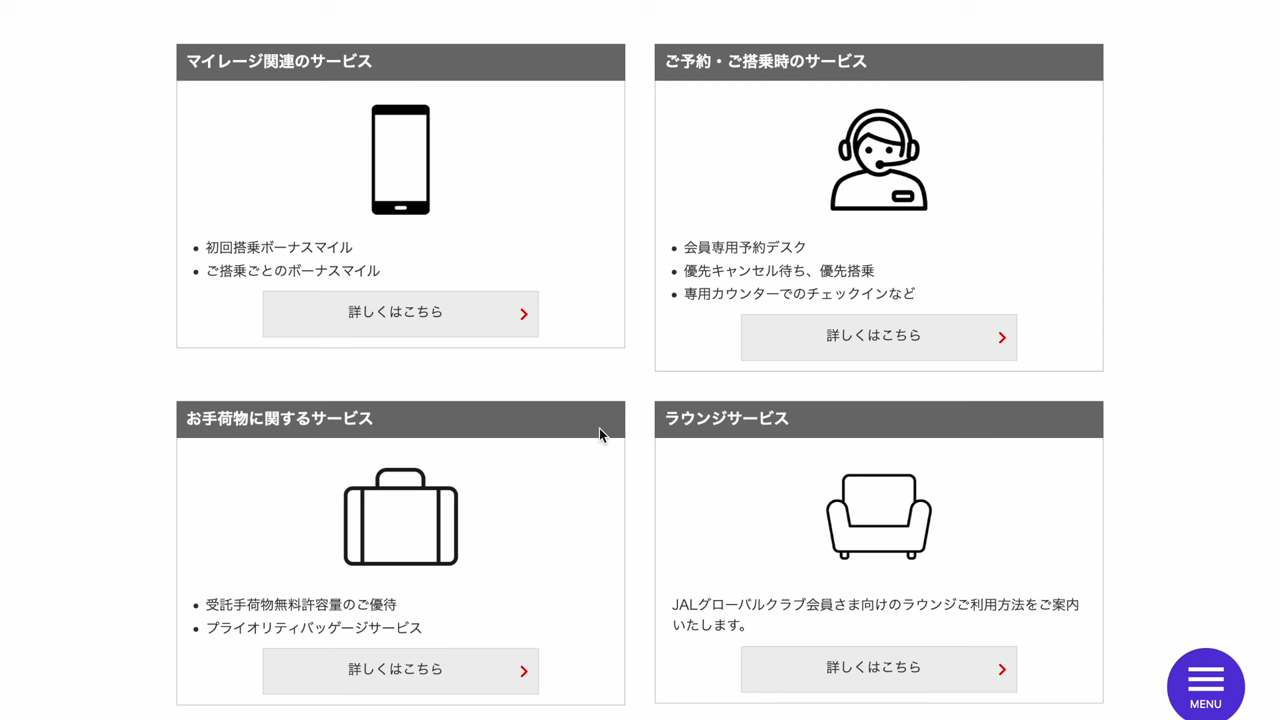 マイレージ関連のサービス
初回搭乗ボーナスマイル
ご搭乗ごとのボーナスマイル
詳しくはこちら
ご予約・ご搭乗時のサービス
会員専用予約デスク
優先キャンセル待ち、優先搭乗
専用カウンターでのチェックインなど
詳しくはこちら
お手荷物に関するサービス
受託手荷物無料許容量のご優待
プライオリティバッゲージサービス
詳しくはこちら
ラウンジサービス
JALグローバルクラブ会員さま向けのラウンジご利用方法をご案内
いたします。
詳しくはこちら
MENU